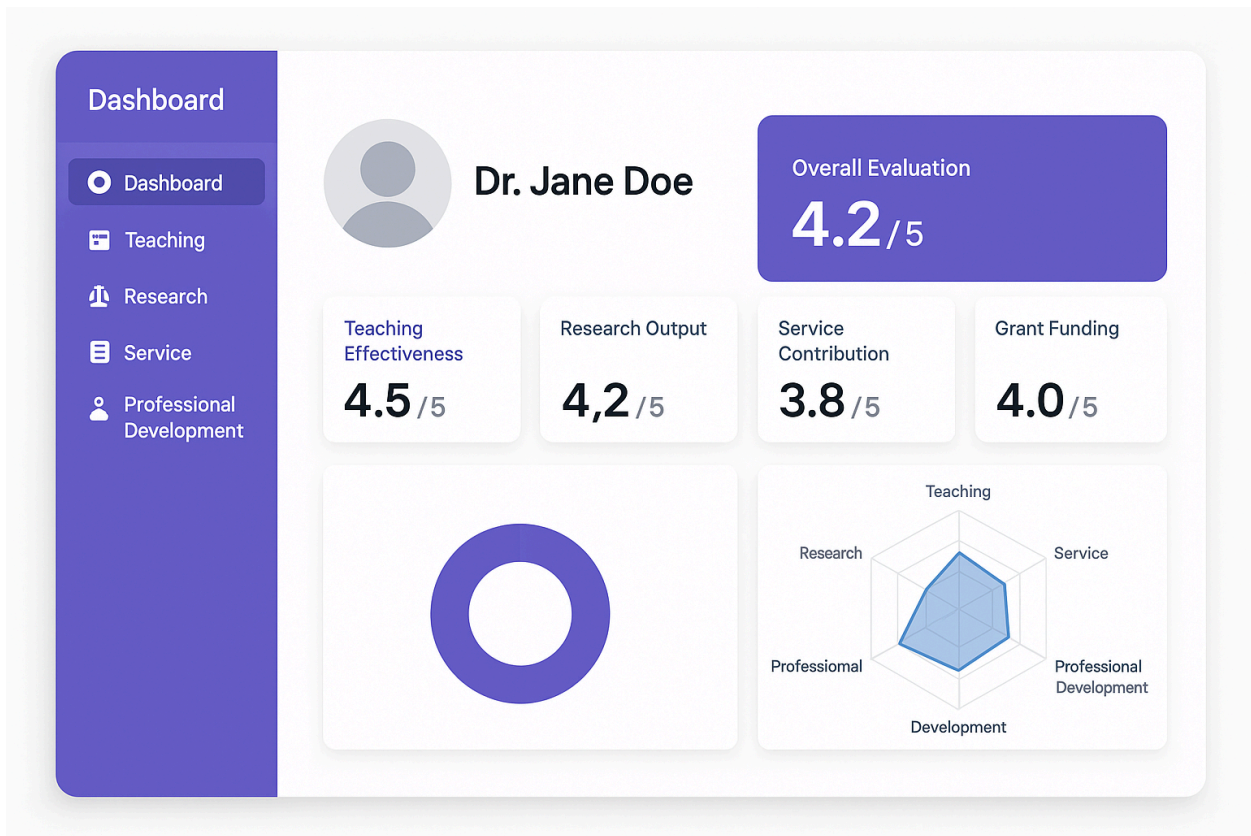 Dashboard
Dashboard
Teaching
Research
Service
Professional
Development
Dr. Jane Doe
Overall Evaluation
4.2/5
Teaching
Effectiveness
4.5/5
Research Output
4,2/5
Service
Contribution
3.8/5
Grant Funding
4.0/5
Teaching
Research
Service
Professiomal
Professional
Development
Development